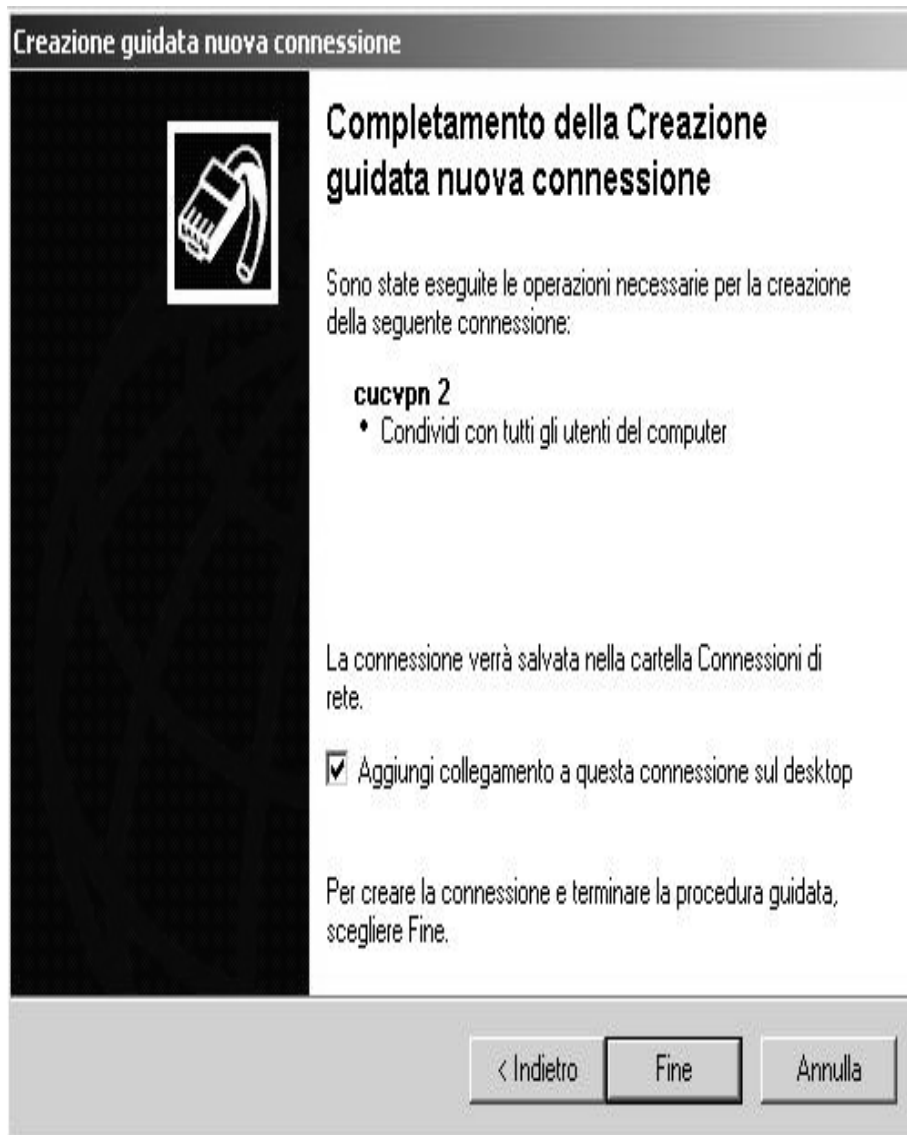 Creazione guidata nuova connessione
Completamento della Creazione
guidata nuova connessione
Sono state eseguite le operazioni necessarie per la creazione
della seguente connessione:
cucvpn 2
• Condividi con tutti gli utenti del computer
La connessione verrà salvata nella cartella Connessioni di
rete.
Aggiungi collegamento a questa connessione sul desktop
Per creare la connessione e terminare la procedura guidata,
scegliere Fine.
< Indietro Fine Annulla